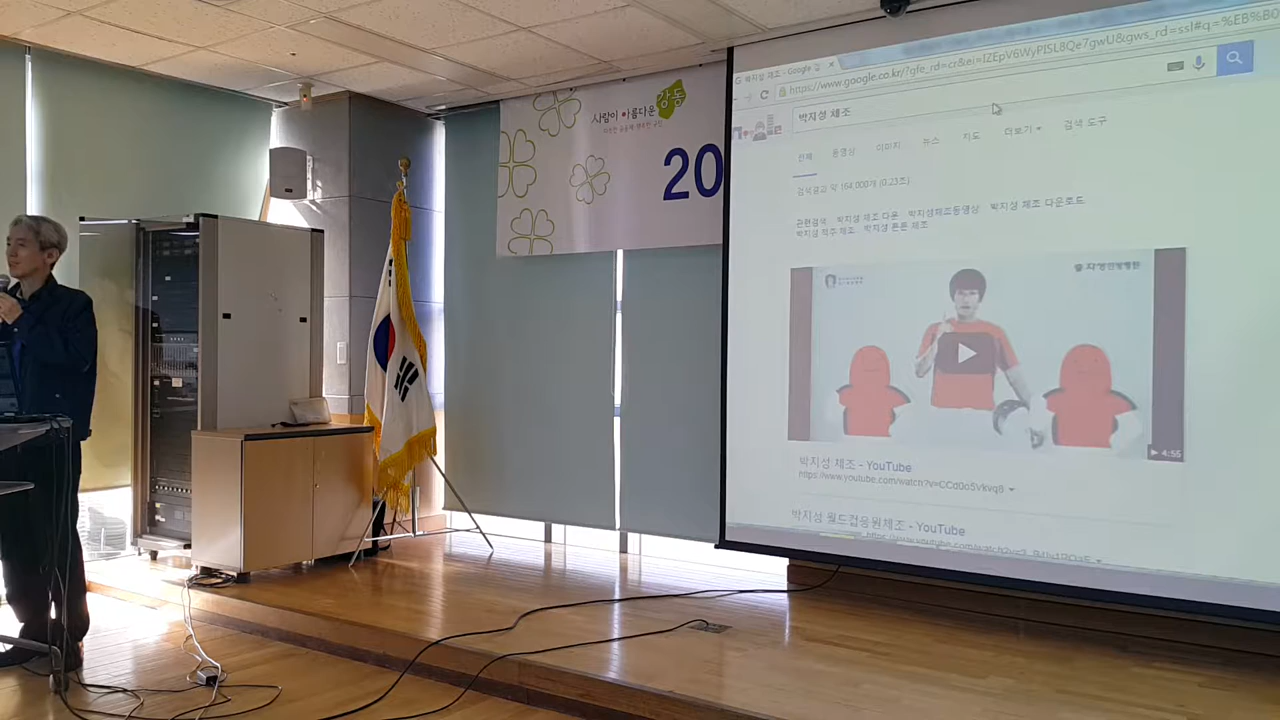 사람이 아름다운 강동
20
박지성 체조 - Google
https://www.google.co.kr/?gfe_rd=cr&ei=IZEpV6WyPISL8Qe7gwU&gws_rd=ssl#q=%EB%B0
박지성 체조
전체 동영상 이미지 뉴스 지도 더보기 검색 도구
검색결과 약 164,000개 (0.23초)
관련검색 박지성 체조 다운 박지성체조동영상 박지성 체조 다운로드
박지성 척추 체조 박지성 튼튼 체조
자생한방병원
4:55
박지성 체조 - YouTube
https://www.youtube.com/watch?v=CCd0o5Vkvq8
박지성 월드컵응원체조 - YouTube